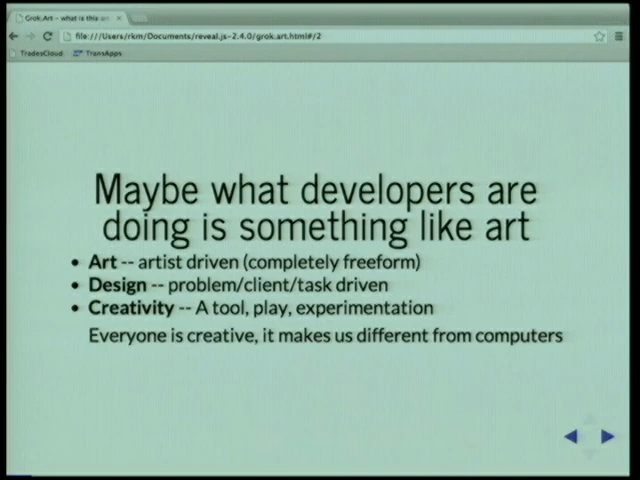 Grok.Art – what is this art
file:///Users/rkm/Documents/reveal.js-2.4.0/grok.art.html#/2
TradesCloud TransApps
Maybe what developers are
doing is something like art
• Art -- artist driven (completely freeform)
• Design -- problem/client/task driven
• Creativity -- A tool, play, experimentation
Everyone is creative, it makes us different from computers